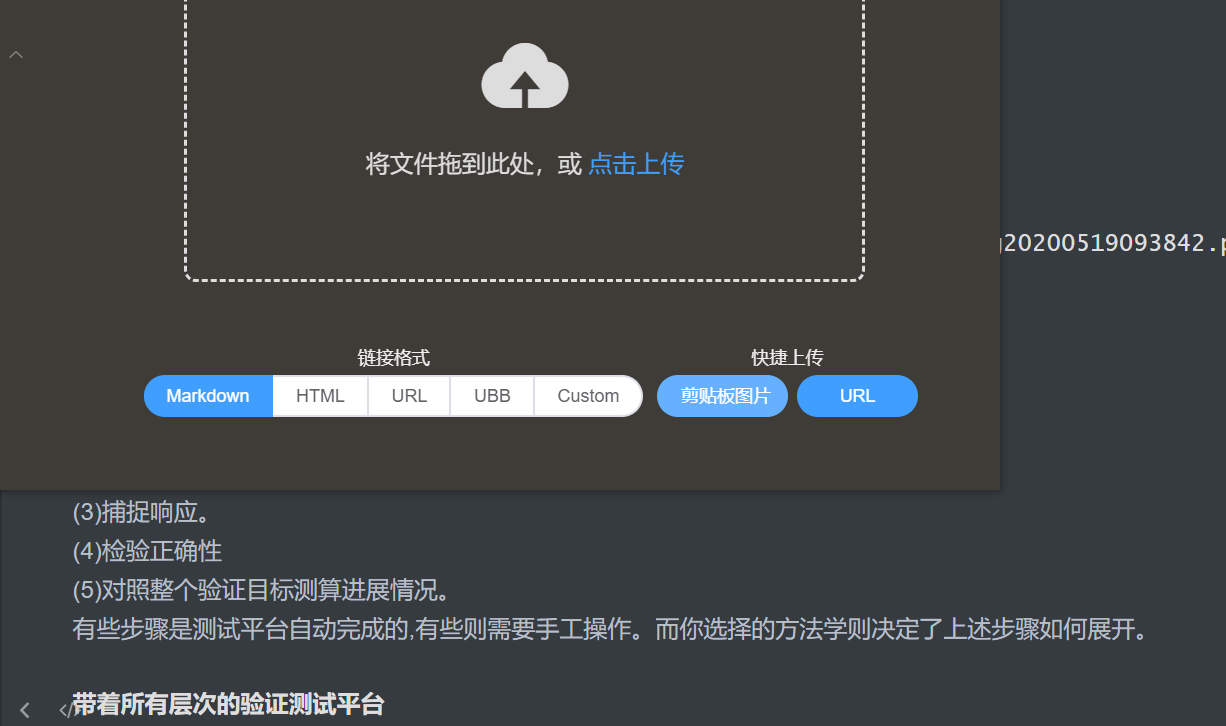 将文件拖到此处，或 点击上传
20200519093842.p
链接格式
快捷上传
Markdown HTML URL UBB Custom 剪贴板图片 URL
(3)捕捉响应。
(4)检验正确性
(5)对照整个验证目标测算进展情况。
有些步骤是测试平台自动完成的,有些则需要手工操作。而你选择的方法学则决定了上述步骤如何展开。
带着所有层次的验证测试平台